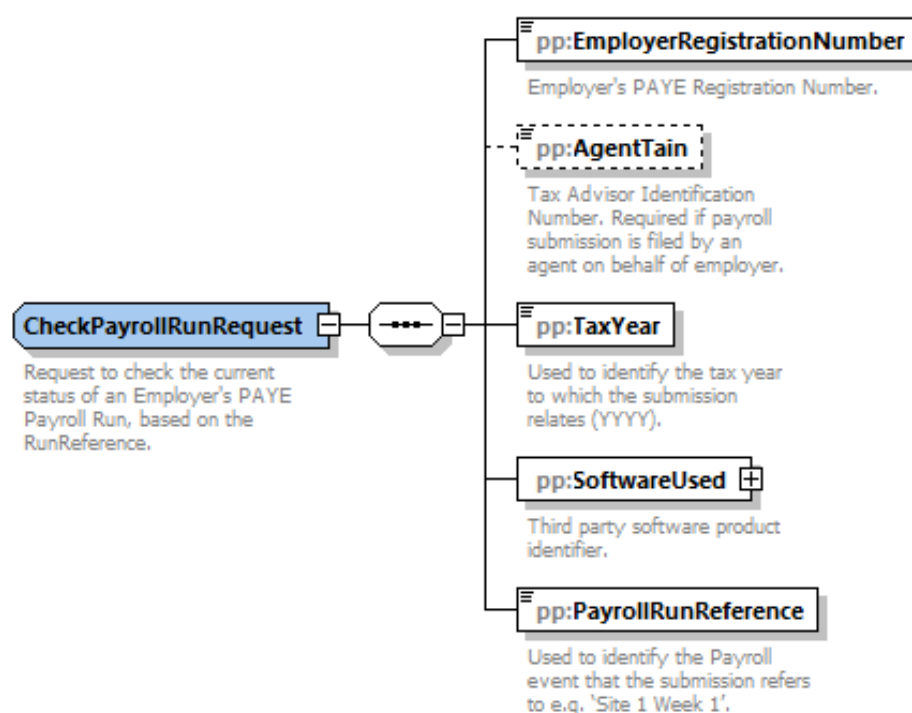 pp:EmployerRegistrationNumber
Employer's PAYE Registration Number.
pp:AgentTain
Tax Advisor Identification
Number. Required if payroll
submission is filed by an
agent on behalf of employer.
CheckPayrollRunRequest
Request to check the current
status of an Employer's PAYE
Payroll Run, based on the
RunReference.
pp:TaxYear
Used to identify the tax year
to which the submission
relates (YYYY).
pp:SoftwareUsed
Third party software product
identifier.
pp:PayrollRunReference
Used to identify the Payroll
event that the submission refers
to e.g. ‘Site 1 Week 1’.